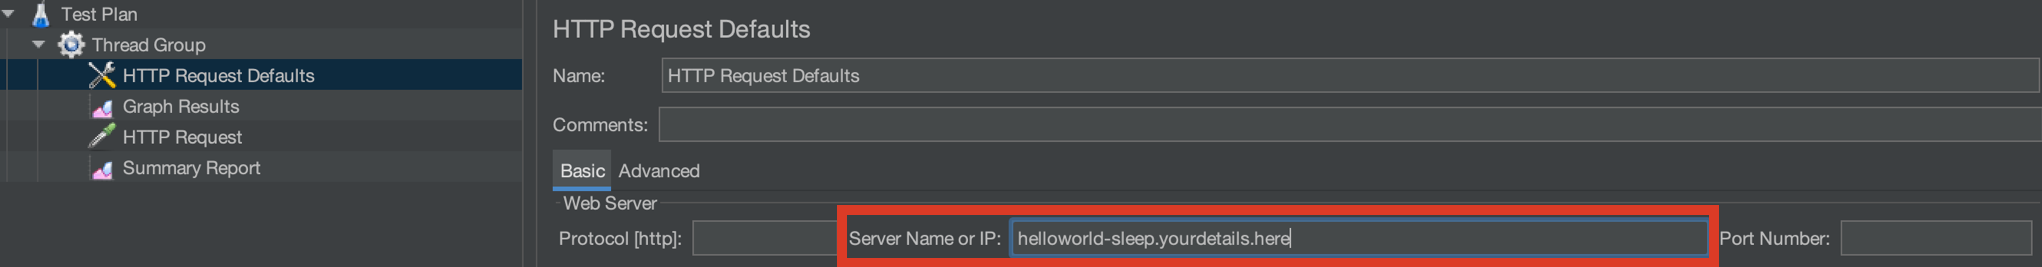 Test Plan
Thread Group
HTTP Request Defaults
Graph Results
HTTP Request
Summary Report
HTTP Request Defaults
Name: HTTP Request Defaults
Comments:
Basic Advanced
Web Server
Protocol [http]: Server Name or IP: helloworld-sleep.yourdetails.here Port Number: